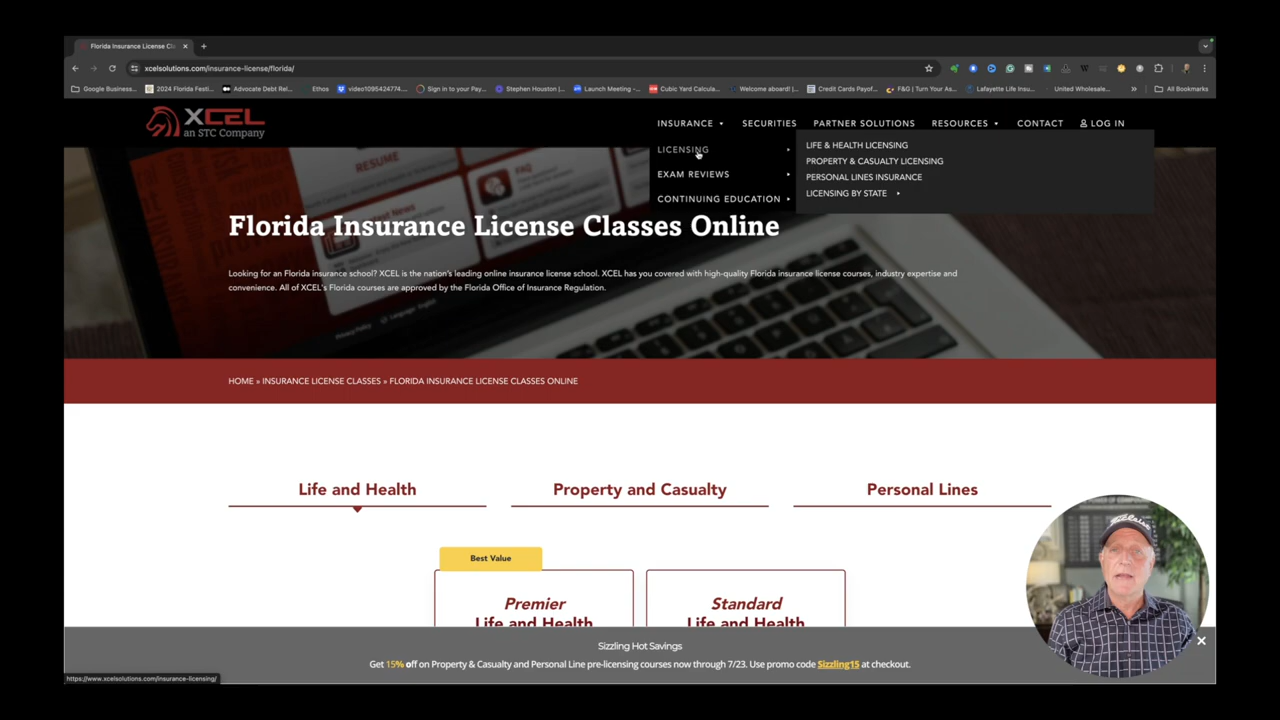 Florida Insurance License Cl
xcelsolutions.com/insurance-license/florida/
Google Business...
2024 Florida Festi...
Advocate Debt Rel...
Ethos
video1095424774....
Sign in to your Pay...
Stephen Houston |...
Launch Meeting -...
Cubic Yard Calcula...
Welcome aboard! |...
Credit Cards Payof...
F&G | Turn Your As...
Lafayette Life Insu...
United Wholesale...
All Bookmarks
XCEL
an STC Company
INSURANCE
SECURITIES
PARTNER SOLUTIONS
RESOURCES
CONTACT
LOG IN
LICENSING
EXAM REVIEWS
CONTINUING EDUCATION
LIFE & HEALTH LICENSING
PROPERTY & CASUALTY LICENSING
PERSONAL LINES INSURANCE
LICENSING BY STATE
RESUME
FAQ
Florida Insurance License Classes Online
Looking for an Florida insurance school? XCEL is the nation's leading online insurance license school. XCEL has you covered with high-quality Florida insurance license courses, industry expertise and
convenience. All of XCEL's Florida courses are approved by the Florida Office of Insurance Regulation.
HOME » INSURANCE LICENSE CLASSES » FLORIDA INSURANCE LICENSE CLASSES ONLINE
Life and Health
Property and Casualty
Personal Lines
Best Value
Premier
Life and Health
Standard
Life and Health
Sizzling Hot Savings
Get 15% off on Property & Casualty and Personal Line pre-licensing courses now through 7/23. Use promo code Sizzling15 at checkout.
https://www.xcelsolutions.com/insurance-licensing/